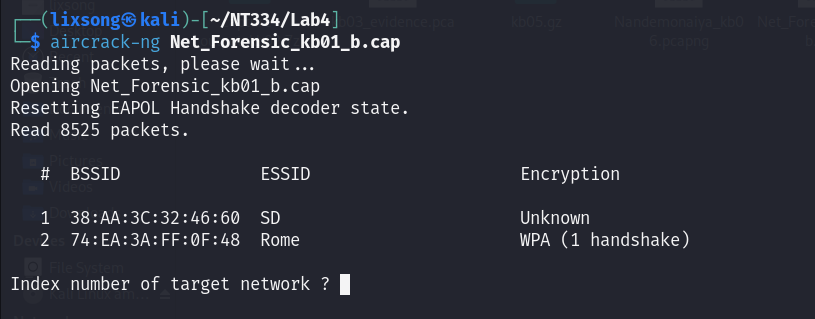 (lixsong㉿kali)-[~/NT334/Lab4]
$ aircrack-ng Net_Forensic_kb01_b.cap
Reading packets, please wait...
Opening Net_Forensic_kb01_b.cap
Resetting EAPOL Handshake decoder state.
Read 8525 packets.
# BSSID ESSID Encryption
1 38:AA:3C:32:46:60 SD Unknown
2 74:EA:3A:FF:0F:48 Rome WPA (1 handshake)
Index number of target network ?